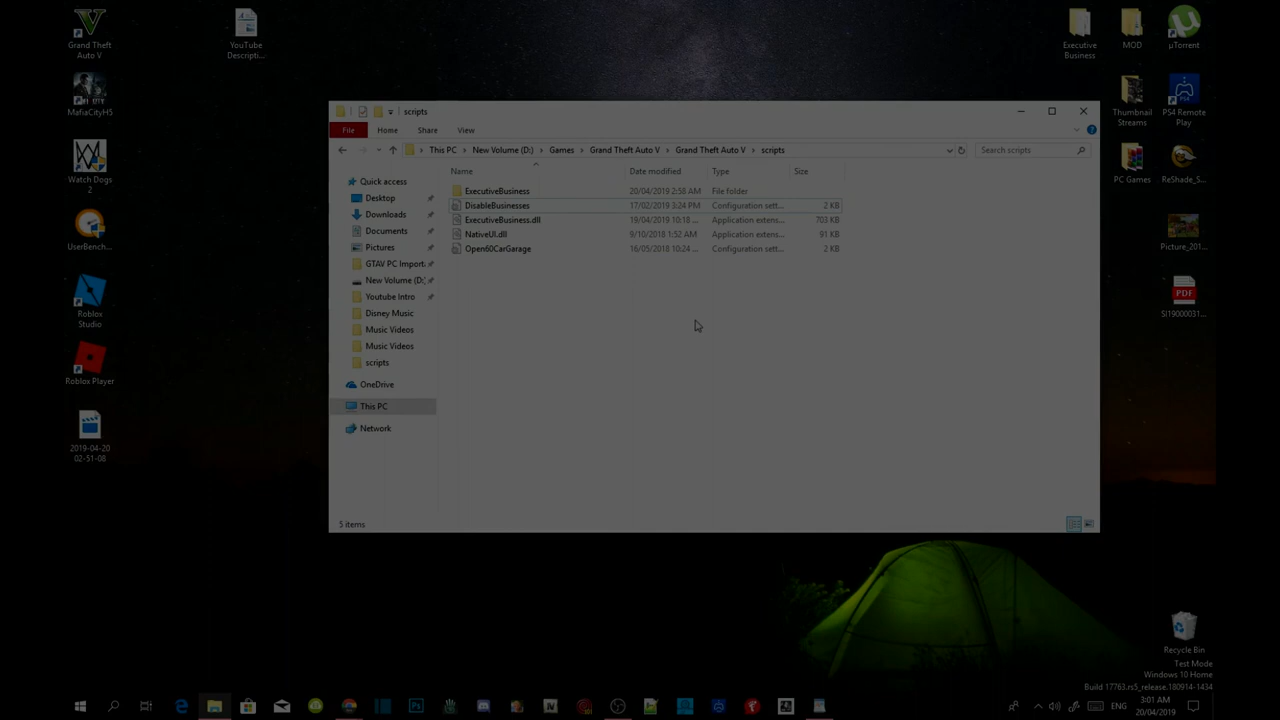 Grand Theft
Auto V
YouTube
Descripti...
Executive
Business
MOD
µTorrent
MafiaCityH5
Thumbnail
Streams
PS4 Remote
Play
Watch Dogs
2
PC Games
ReShade_S...
UserBench...
Picture_201...
Roblox
Studio
PDF
SI19000031...
Roblox Player
2019-04-20
02-51-08
scripts
File
Home
Share
View
This PC > New Volume (D:) > Games > Grand Theft Auto V > Grand Theft Auto V > scripts
Search scripts
Name
Date modified
Type
Size
Quick access
Desktop
Downloads
Documents
Pictures
GTAV PC Import.
New Volume (D:
Youtube Intro
Disney Music
Music Videos
Music Videos
scripts
OneDrive
This PC
Network
ExecutiveBusiness 20/04/2019 2:58 AM File folder
DisableBusinesses 17/02/2019 3:24 PM Configuration sett... 2 KB
ExecutiveBusiness.dll 19/04/2019 10:18 ... Application extens... 703 KB
NativeUI.dll 9/10/2018 1:52 AM Application extens... 91 KB
Open60CarGarage 16/05/2018 10:24 ... Configuration sett... 2 KB
5 items
Recycle Bin
Test Mode
Windows 10 Home
Build 17763.rs5_release.180914-1434
ENG
3:01 AM
20/04/2019